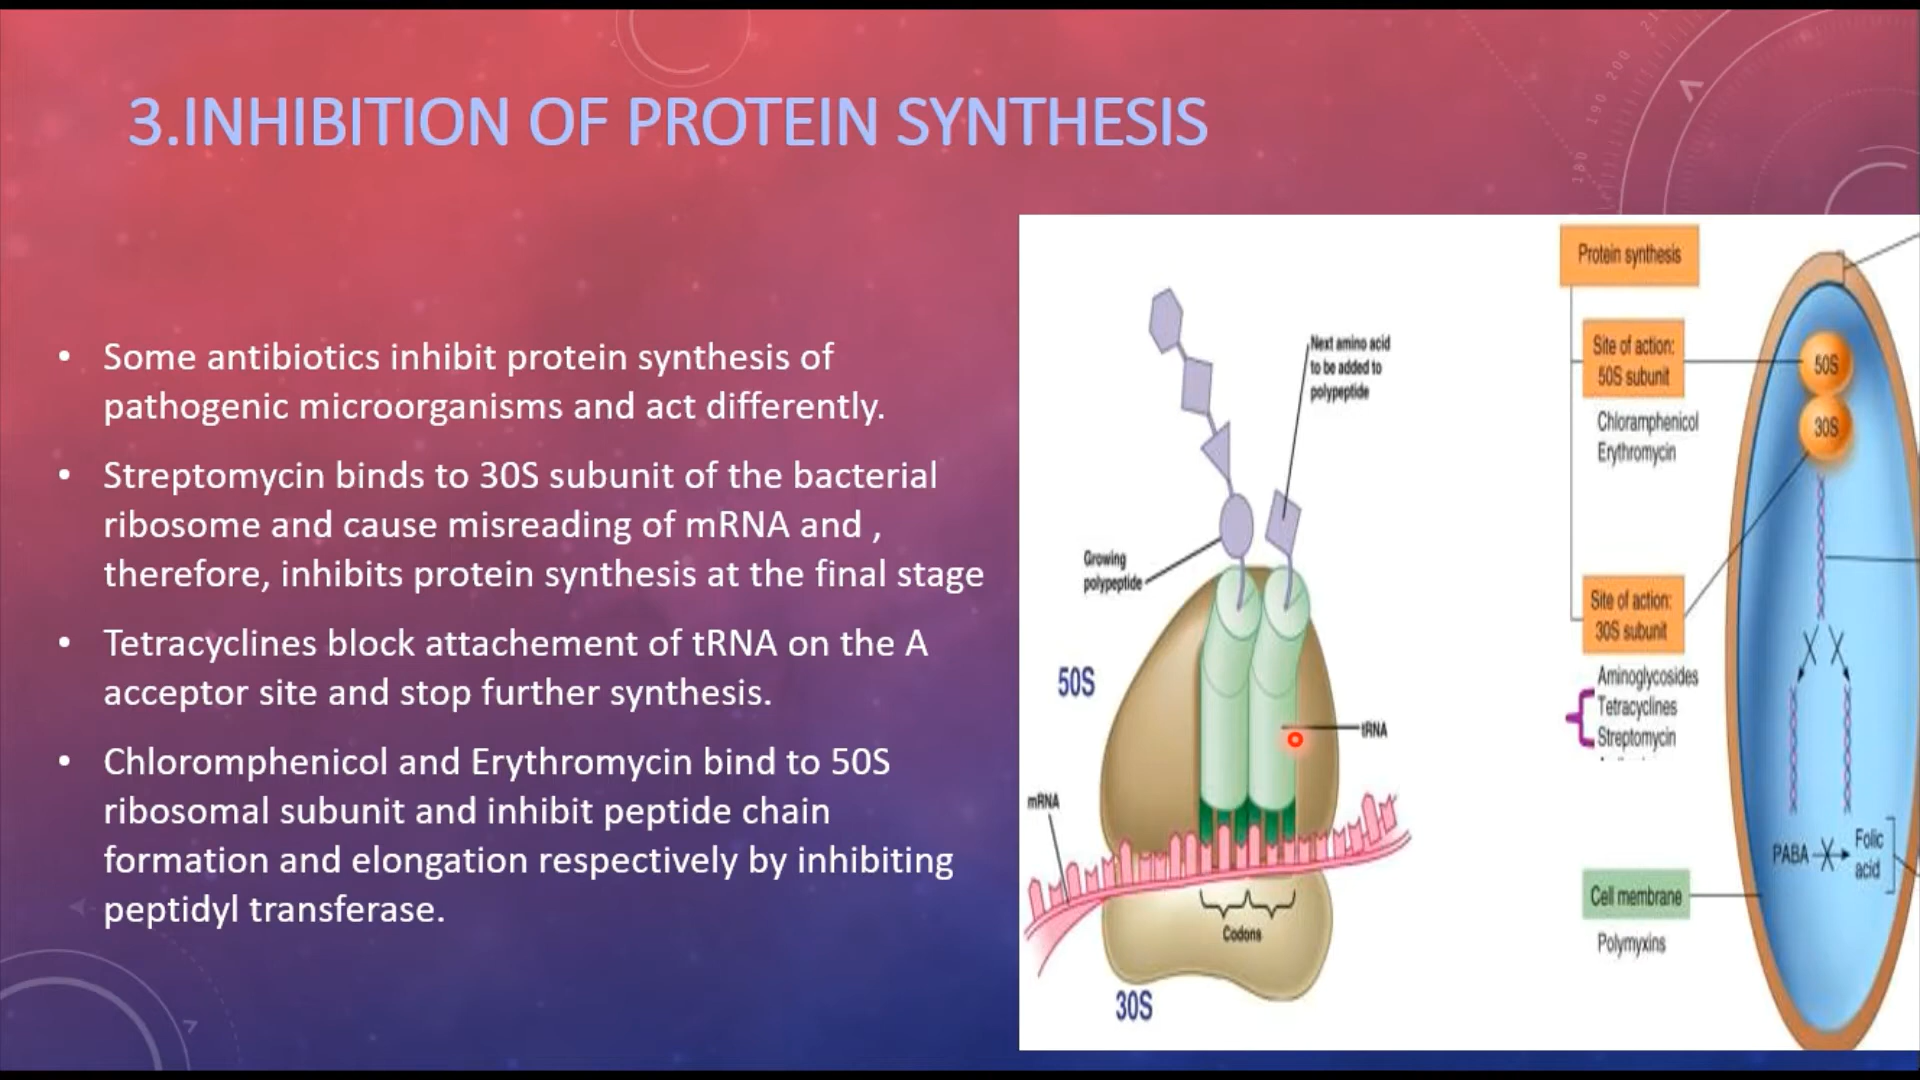 3.INHIBITION OF PROTEIN SYNTHESIS
• Some antibiotics inhibit protein synthesis of
pathogenic microorganisms and act differently.
• Streptomycin binds to 30S subunit of the bacterial
ribosome and cause misreading of mRNA and ,
therefore, inhibits protein synthesis at the final stage
• Tetracyclines block attachement of tRNA on the A
acceptor site and stop further synthesis.
• Chloromphenicol and Erythromycin bind to 50S
ribosomal subunit and inhibit peptide chain
formation and elongation respectively by inhibiting
peptidyl transferase.
Next amino acid
to be added to
polypeptide
Growing
polypeptide
50S
tRNA
mRNA
Codons
30S
Protein synthesis
Site of action:
50S subunit
Chloramphenicol
Erythromycin
50S
30S
Site of action:
30S subunit
Aminoglycosides
Tetracyclines
Streptomycin
PABA
Folic
acid
Cell membrane
Polymyxins
180 190 200